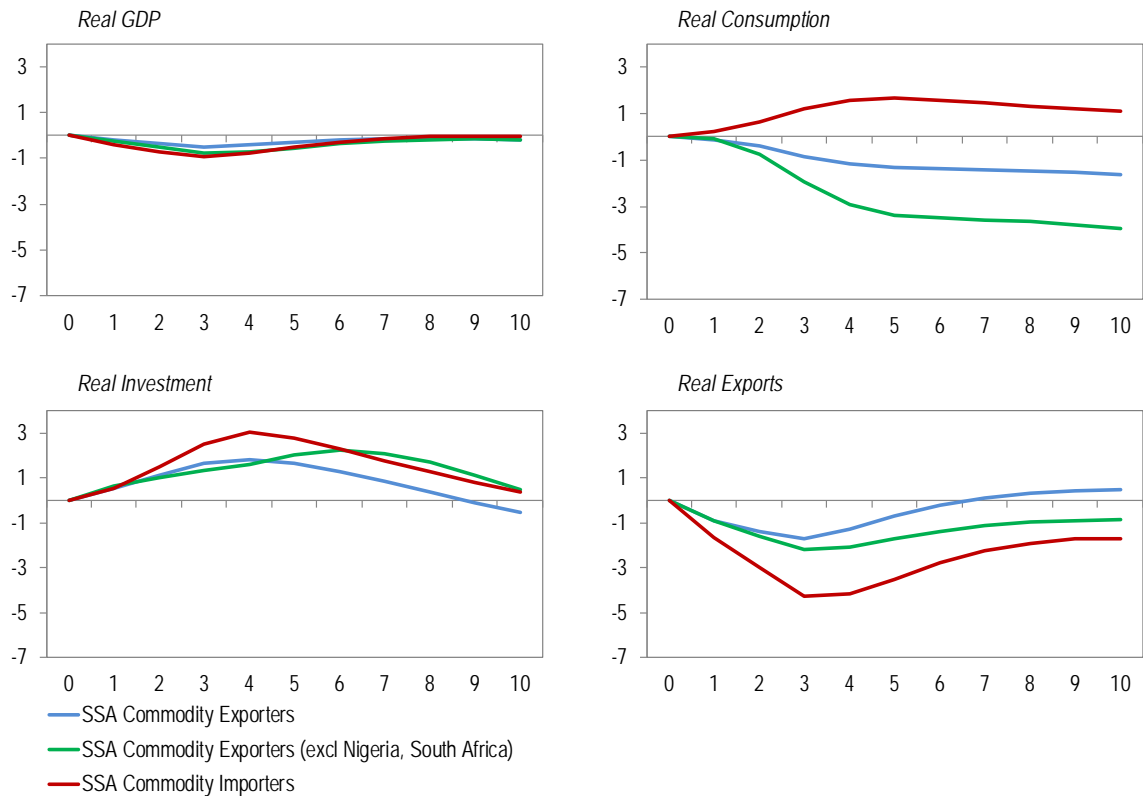 Real GDP
3
1
-1
-3
-5
-7
0 1 2 3 4 5 6 7 8 9 10
Real Consumption
3
1
-1
-3
-5
-7
0 1 2 3 4 5 6 7 8 9 10
Real Investment
3
1
-1
-3
-5
-7
0 1 2 3 4 5 6 7 8 9 10
Real Exports
3
1
-1
-3
-5
-7
0 1 2 3 4 5 6 7 8 9 10
SSA Commodity Exporters
SSA Commodity Exporters (excl Nigeria, South Africa)
SSA Commodity Importers